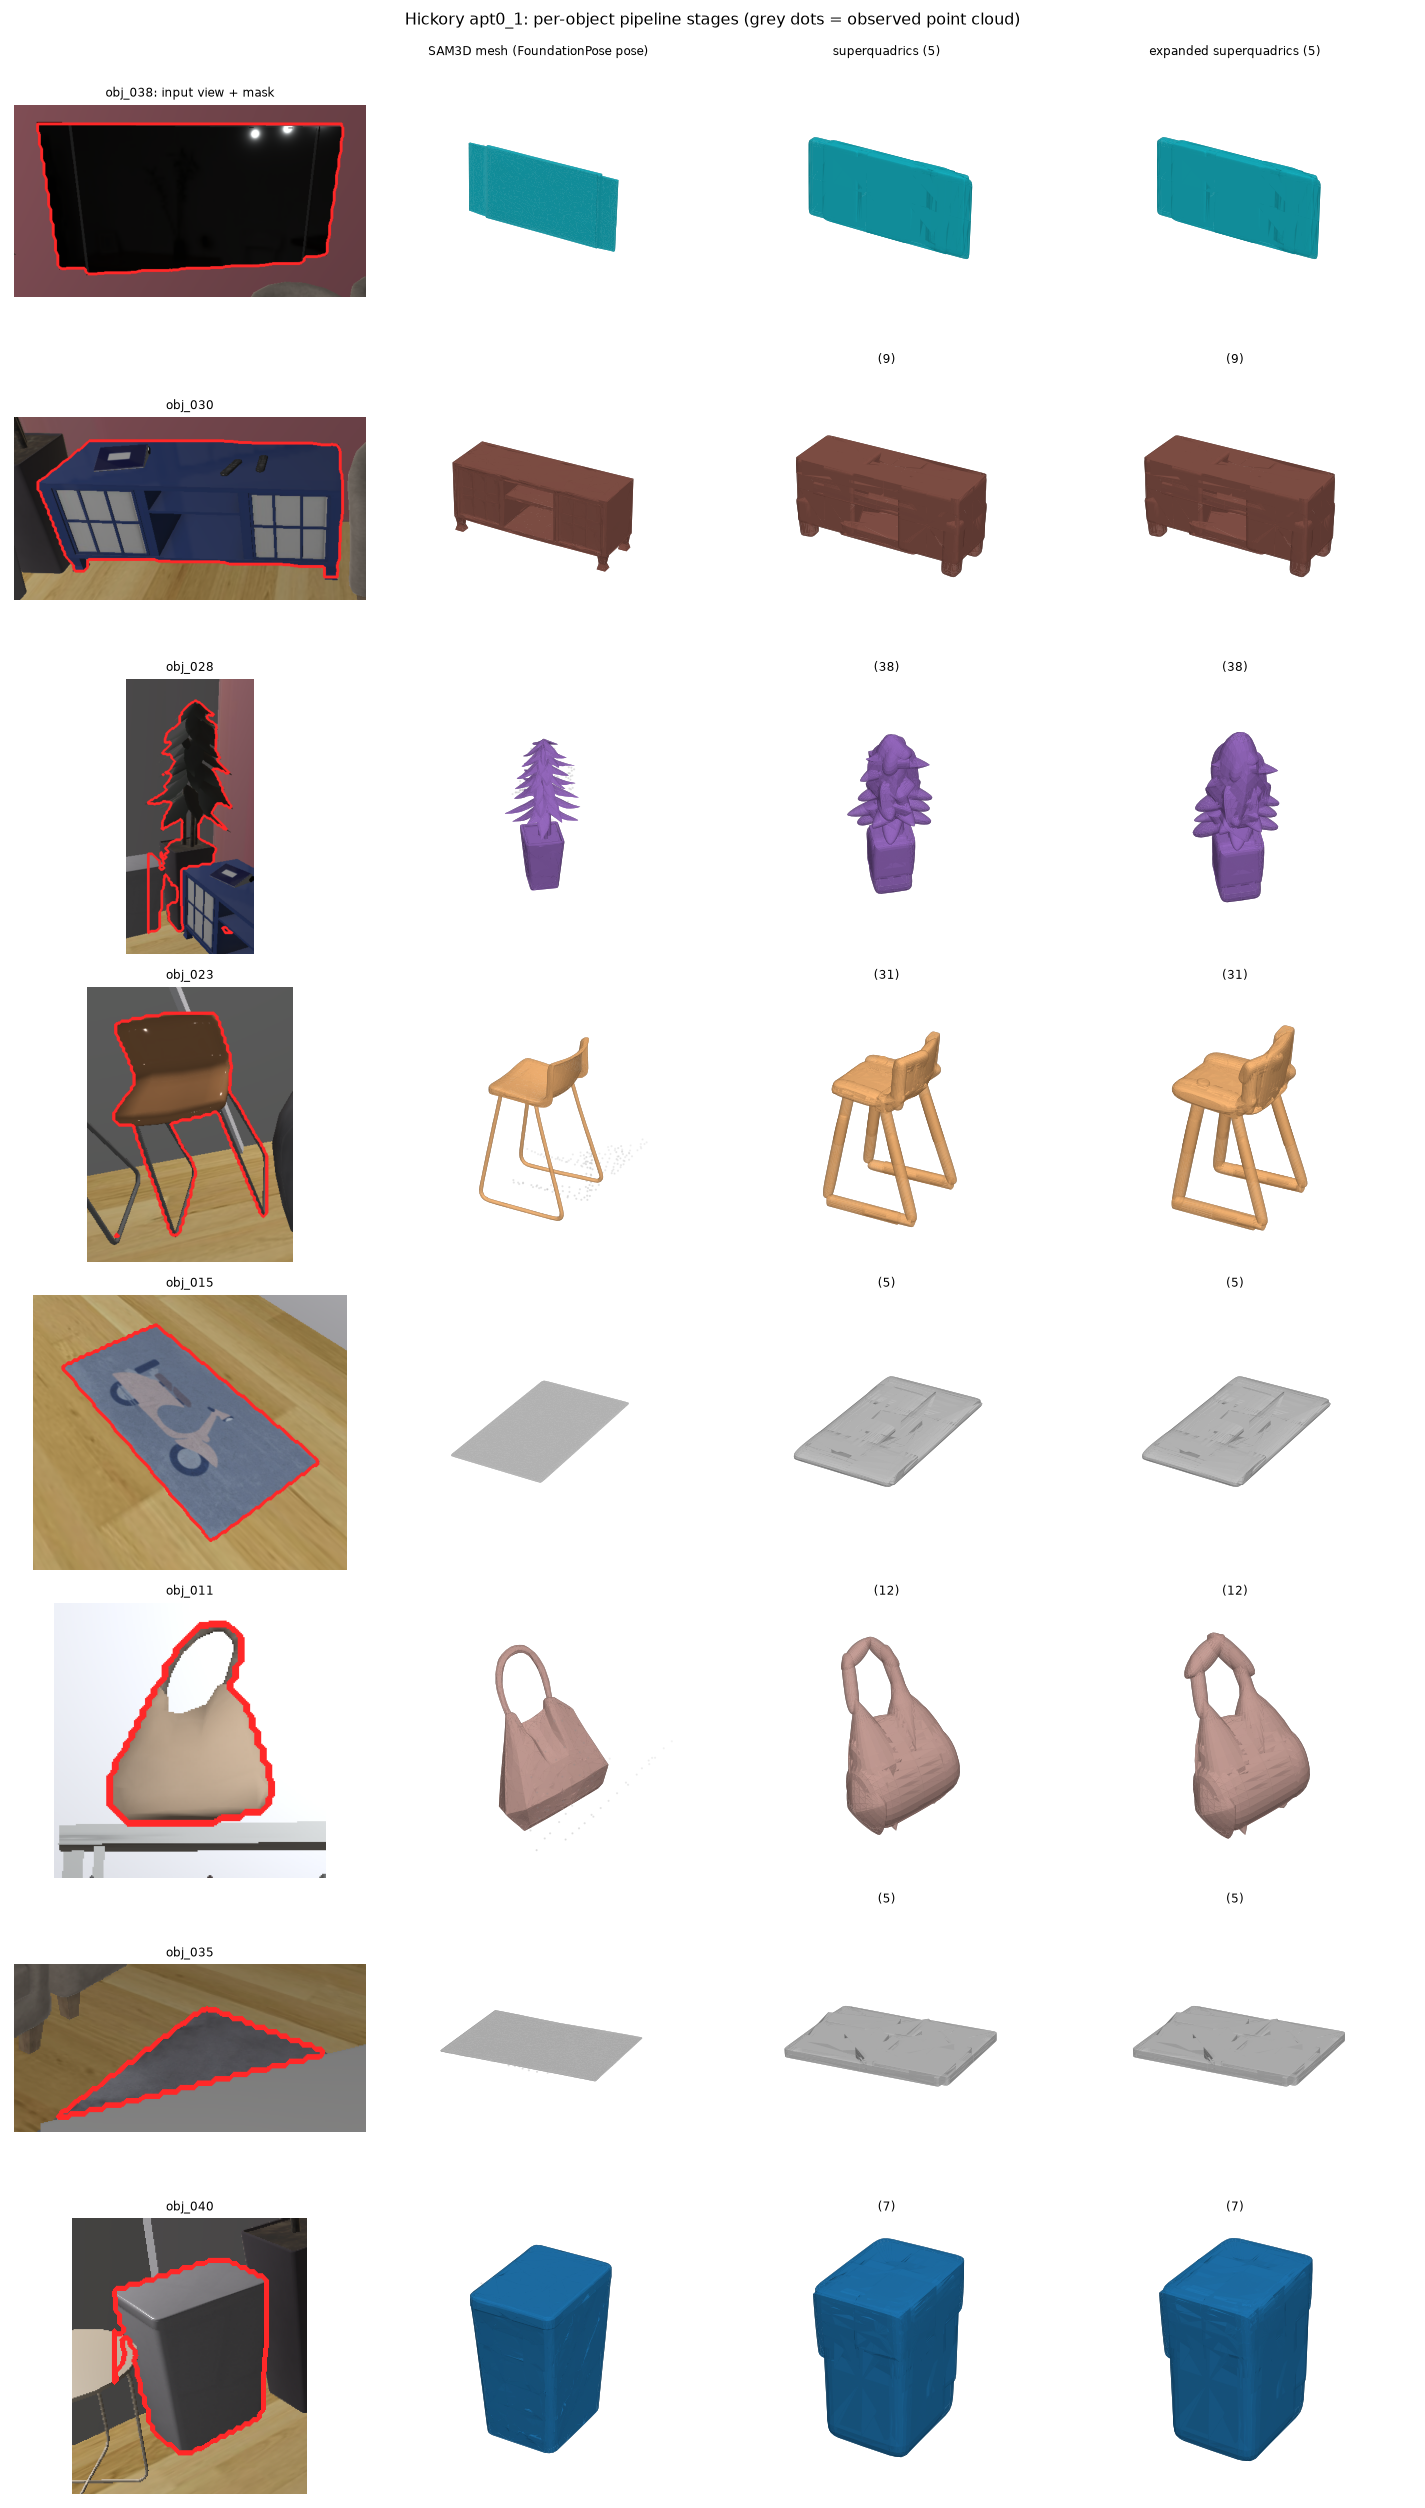 Hickory apt0_1: per-object pipeline stages (grey dots = observed point cloud)
SAM3D mesh (FoundationPose pose)
superquadrics (5)
expanded superquadrics (5)
obj_038: input view + mask
(9)
(9)
obj_030
obj_028
(38)
(38)
obj_023
(31)
(31)
obj_015
(5)
(5)
obj_011
(12)
(12)
(5)
(5)
obj_035
obj_040
(7)
(7)